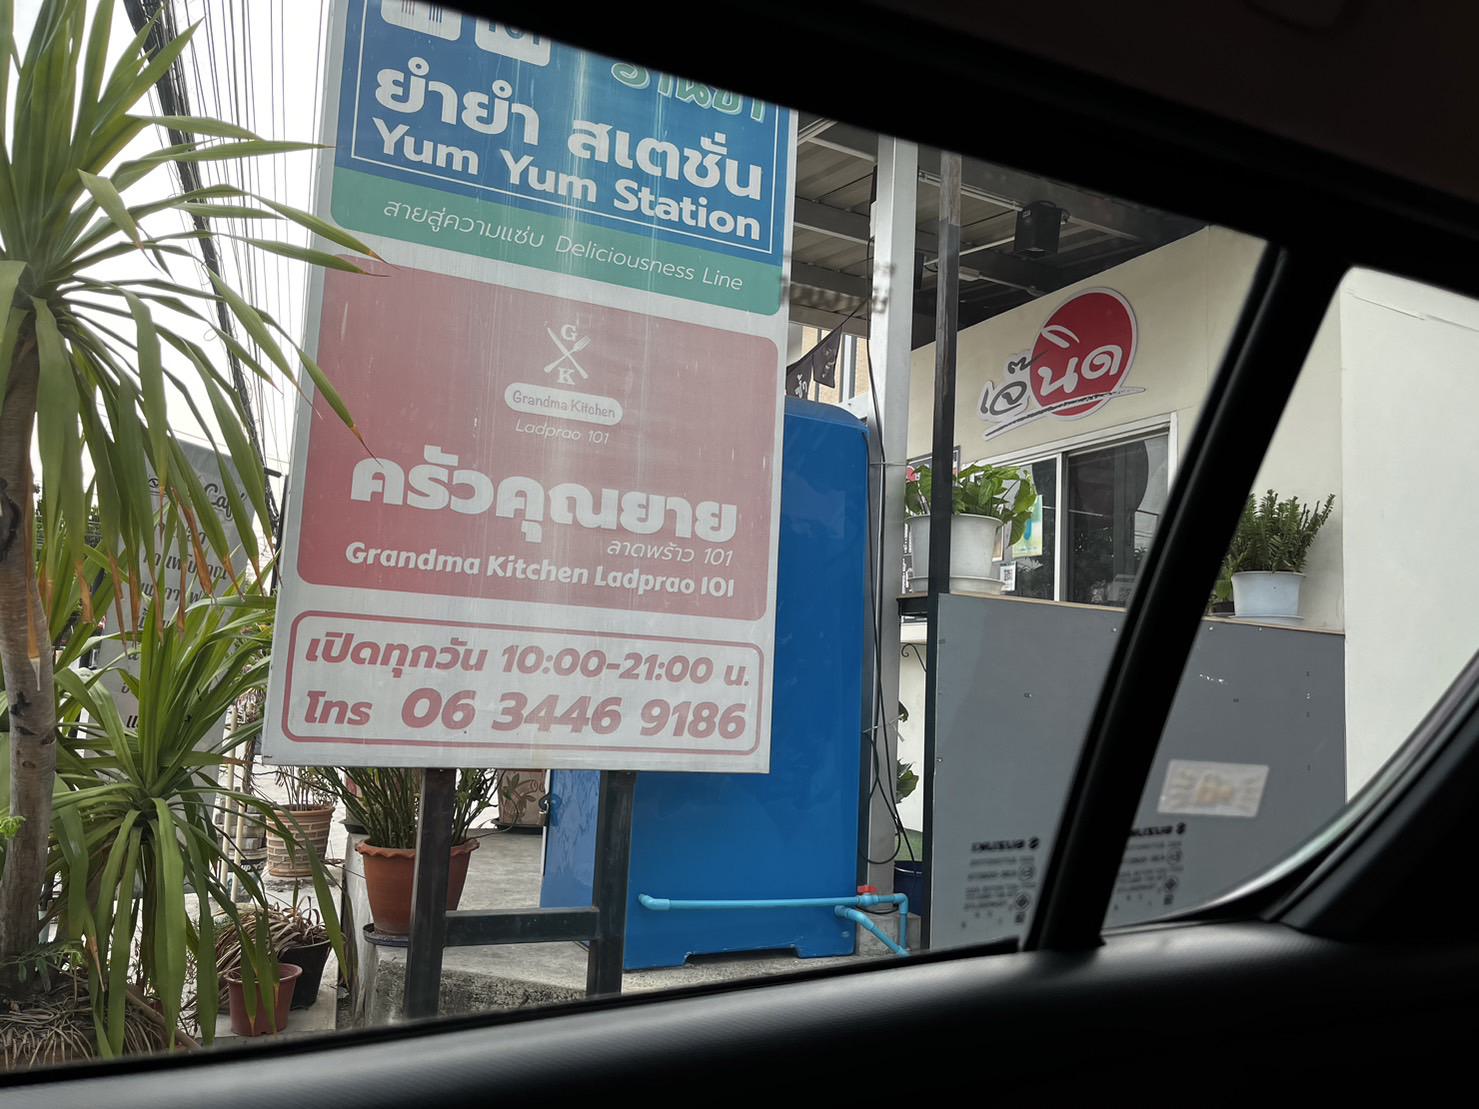 ยำยำ สเตชั่น
Yum Yum Station
สายสู่ความแซ่บ Deliciousness Line
G
K
Grandma Kitchen
Ladprao 101
ครัวคุณยาย
ลาดพร้าว 101
Grandma Kitchen Ladprao 101
เปิดทุกวัน 10:00-21:00 น.
โทร 06 3446 9186
เจ๊นิด